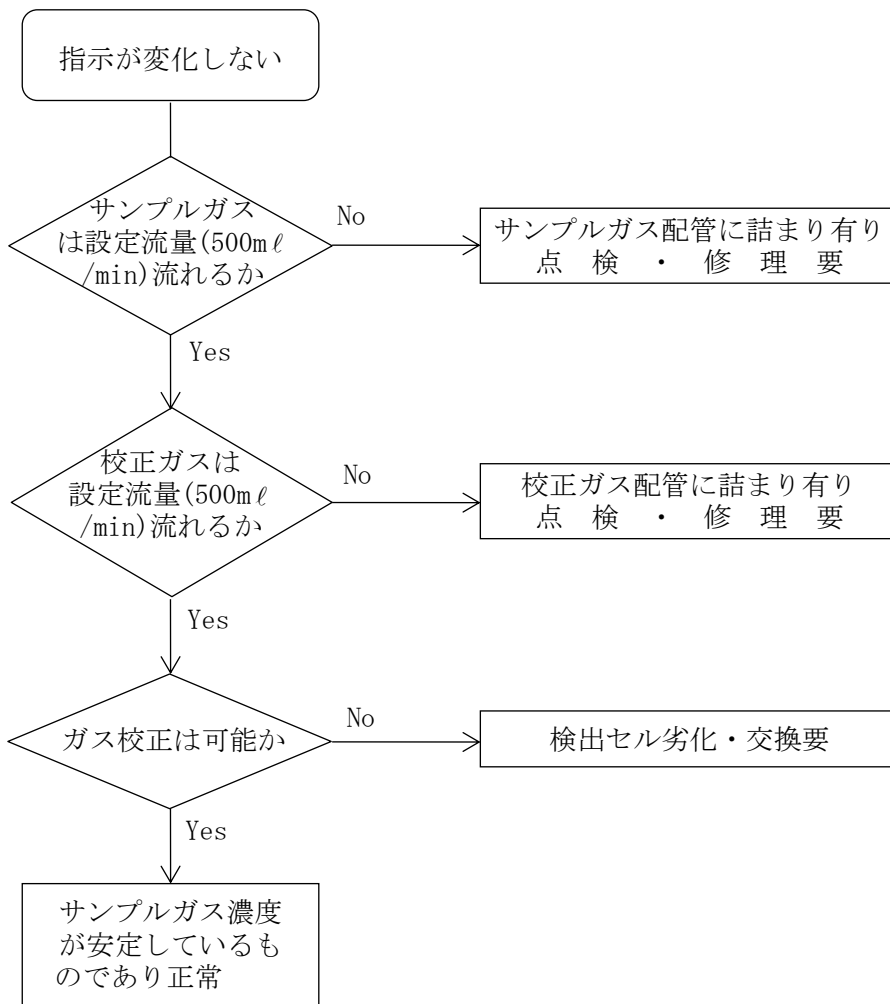 指示が変化しない
サンプルガス
は設定流量(500mℓ
/min)流れるか
No
サンプルガス配管に詰まり有り
点検・修理要
Yes
校正ガスは
設定流量(500mℓ
/min)流れるか
No
校正ガス配管に詰まり有り
点検・修理要
Yes
ガス校正は可能か
No
検出セル劣化・交換要
Yes
サンプルガス濃度
が安定しているも
のであり正常